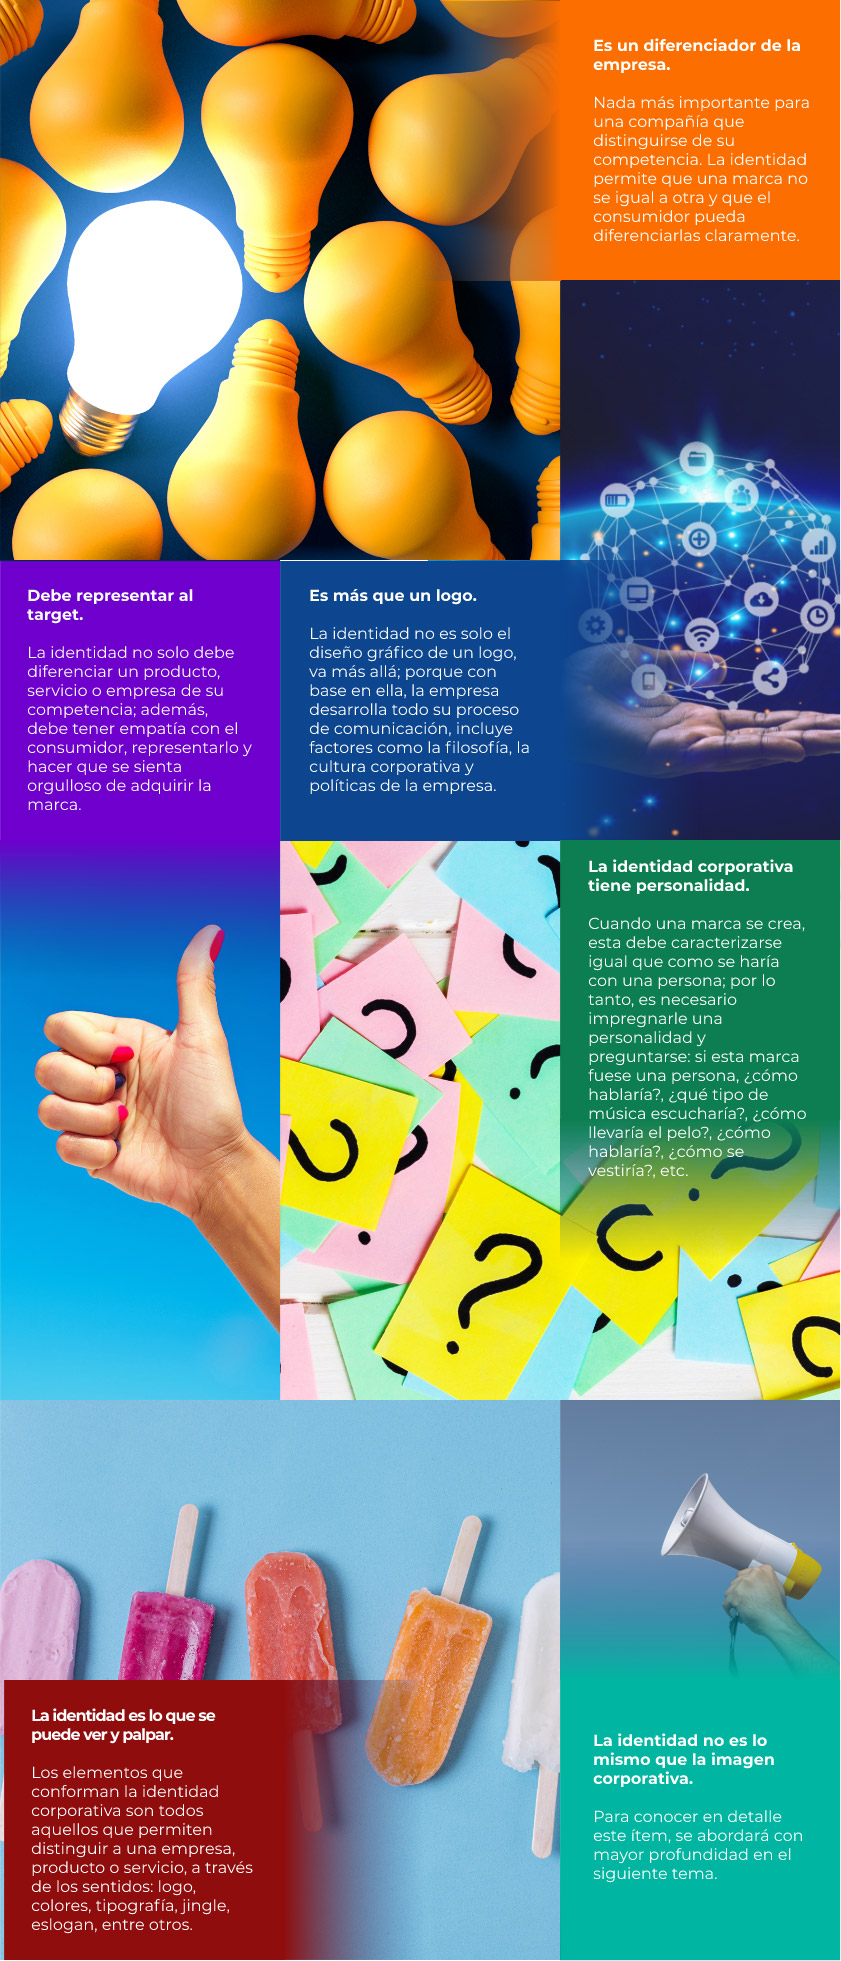 Es un diferenciador de la
empresa.
Nada más importante para
una compañía que
distinguirse de su
competencia. La identidad
permite que una marca no
se igual a otra y que el
consumidor pueda
diferenciarlas claramente.
Debe representar al
target.
La identidad no solo debe
diferenciar un producto,
servicio o empresa de su
competencia; además,
debe tener empatía con el
consumidor, representarlo y
hacer que se sienta
orgulloso de adquirir la
marca.
Es más que un logo.
La identidad no es solo el
diseño gráfico de un logo,
va más allá; porque con
base en ella, la empresa
desarrolla todo su proceso
de comunicación, incluye
factores como la filosofía, la
cultura corporativa y
políticas de la empresa.
La identidad corporativa
tiene personalidad.
Cuando una marca se crea,
esta debe caracterizarse
igual que como se haría
con una persona; por lo
tanto, es necesario
impregnarle una
personalidad y
preguntarse: si esta marca
fuese una persona, ¿cómo
hablaría?, ¿qué tipo de
música escucharía?, ¿cómo
llevaría el pelo?, ¿cómo
hablaría?, ¿cómo se
vestiría?, etc.
La identidad es lo que se
puede ver y palpar.
Los elementos que
conforman la identidad
corporativa son todos
aquellos que permiten
distinguir a una empresa,
producto o servicio, a través
de los sentidos: logo,
colores, tipografía, jingle,
eslogan, entre otros.
La identidad no es lo
mismo que la imagen
corporativa.
Para conocer en detalle
este ítem, se abordará con
mayor profundidad en el
siguiente tema.